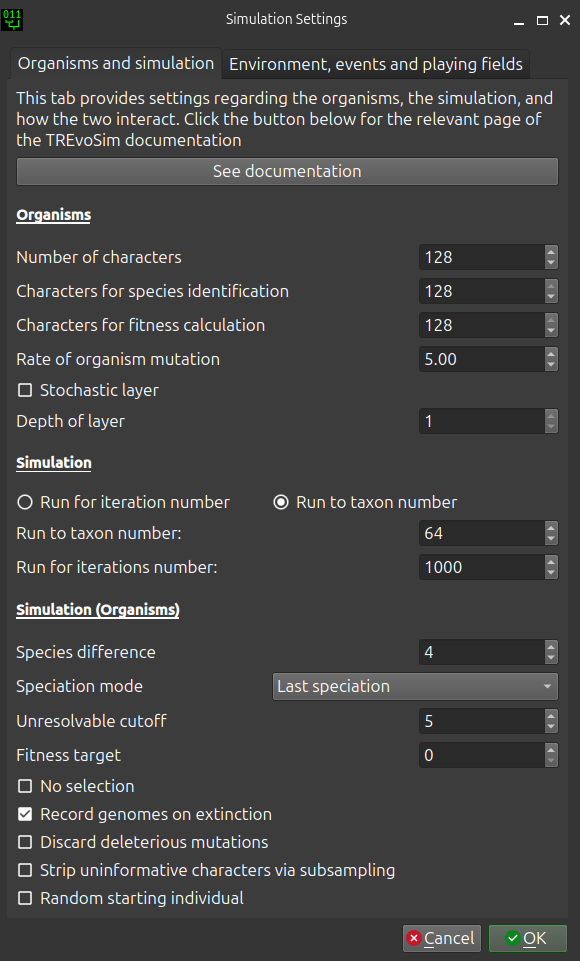 011
Simulation Settings
Organisms and simulation
Environment, events and playing fields
This tab provides settings regarding the organisms, the simulation, and
how the two interact. Click the button below for the relevant page of
the TREvoSim documentation
See documentation
Organisms
Number of characters 128
Characters for species identification 128
Characters for fitness calculation 128
Rate of organism mutation 5.00
Stochastic layer
Depth of layer 1
Simulation
Run for iteration number Run to taxon number
Run to taxon number: 64
Run for iterations number: 1000
Simulation (Organisms)
Species difference 4
Speciation mode Last speciation
Unresolvable cutoff 5
Fitness target 0
No selection
Record genomes on extinction
Discard deleterious mutations
Strip uninformative characters via subsampling
Random starting individual
Cancel OK